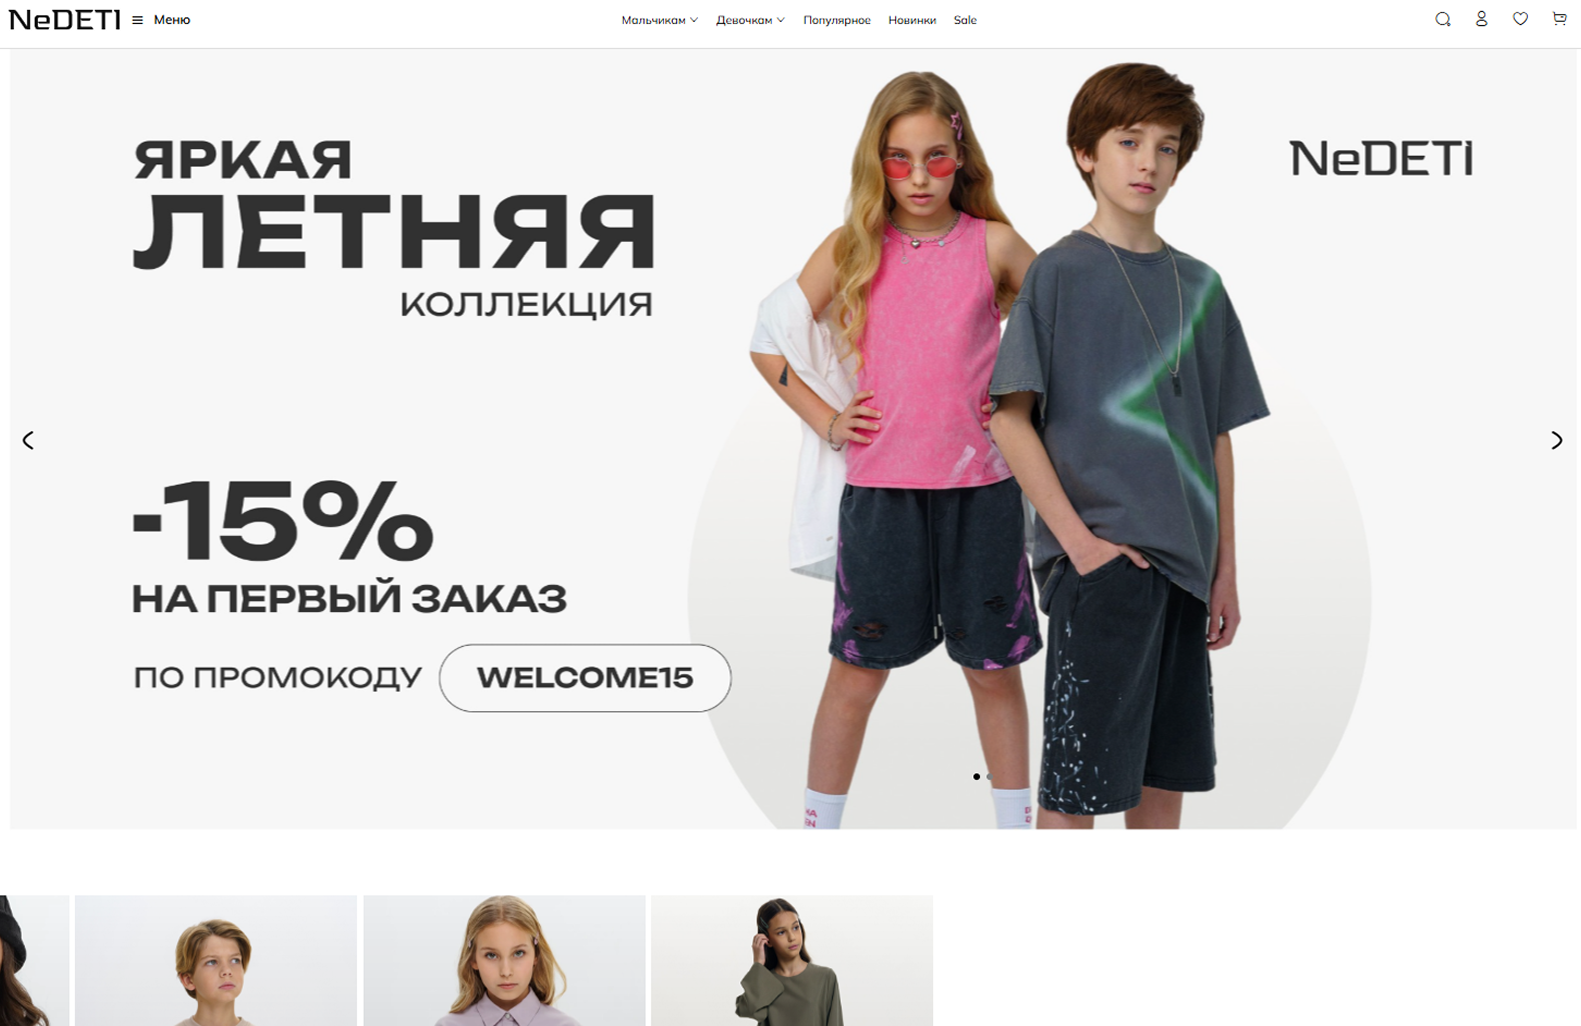 NeDETI Меню Мальчикам Девочкам Популярное Новинки Sale
ЯРКАЯ
NeDETI
ЛЕТНЯЯ
КОЛЛЕКЦИЯ
-15%
НА ПЕРВЫЙ ЗАКАЗ
ПО ПРОМОКОДУ WELCOME15